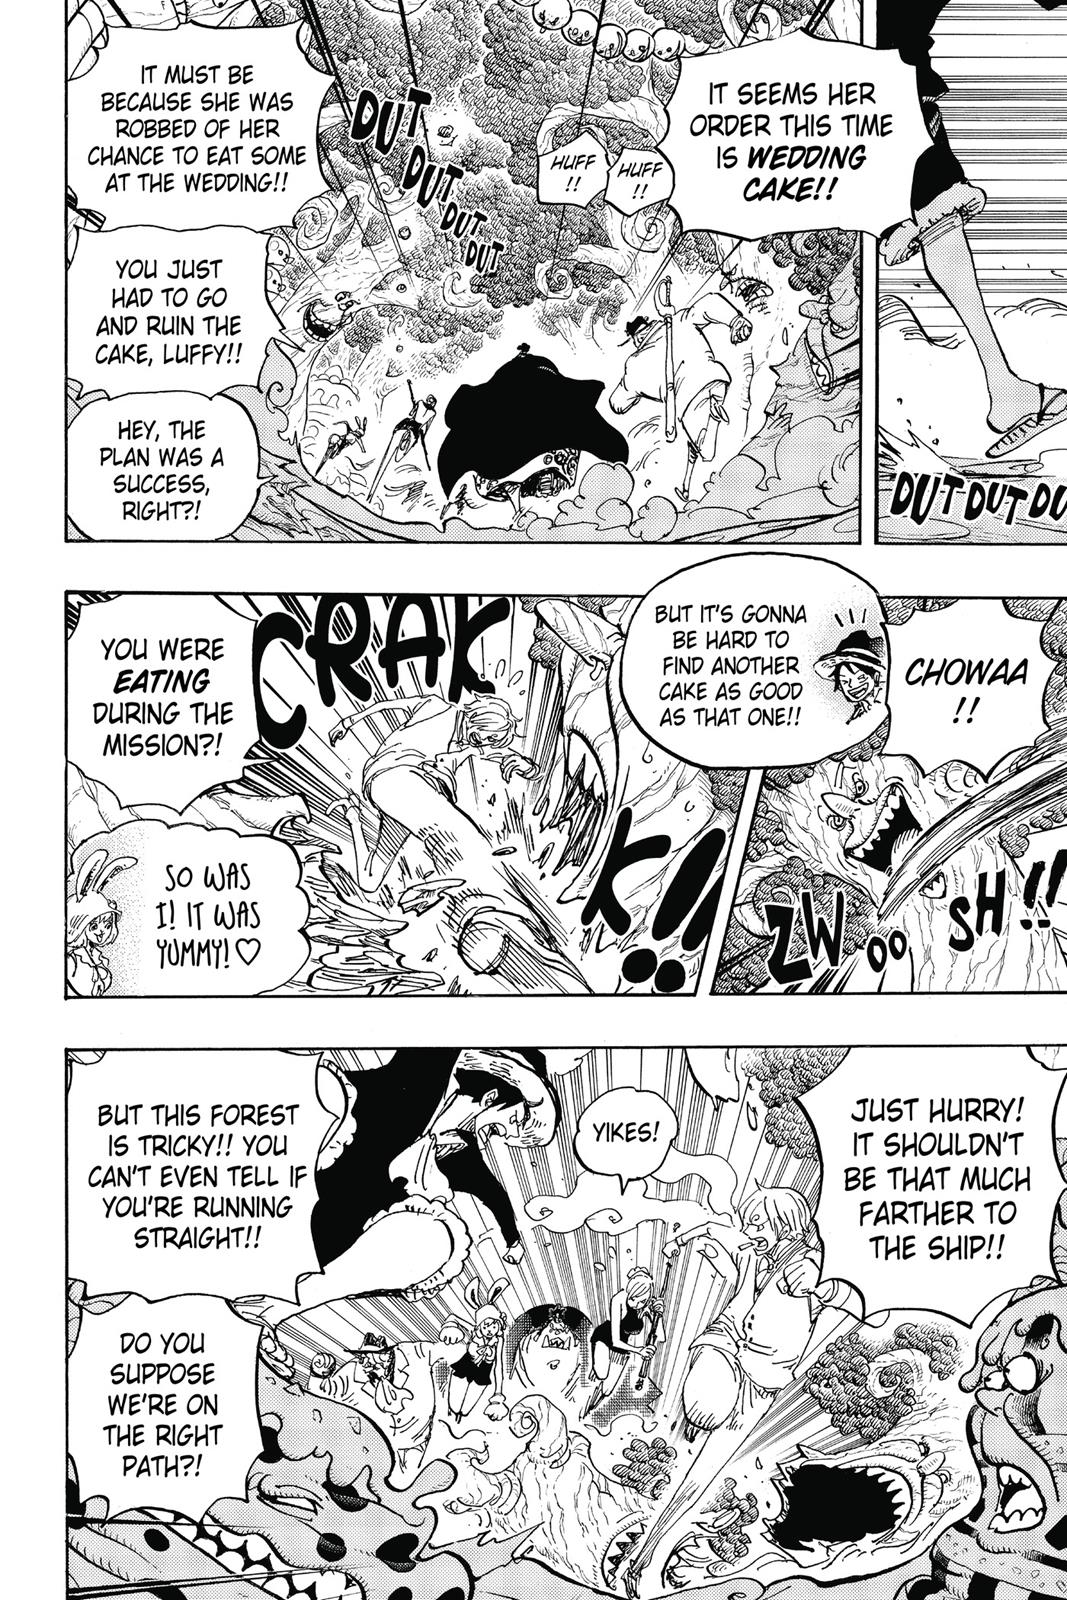 IT SEEMS HER
ORDER THIS TIME
IS WEDDING
CAKE!!
HUFF
!!
HUFF
!!
DUT
DUT
DUT
DUT
IT MUST BE
BECAUSE SHE WAS
ROBBED OF HER
CHANCE TO EAT SOME
AT THE WEDDING!!
YOU JUST
HAD TO GO
AND RUIN THE
CAKE, LUFFY!!
HEY, THE
PLAN WAS A
SUCCESS,
RIGHT?!
DUT DUT DU
CHOWAA
!!
BUT IT'S GONNA
BE HARD TO
FIND ANOTHER
CAKE AS GOOD
AS THAT ONE!!
ZWOOSH!!
CRAKK!!
YOU WERE
EATING
DURING THE
MISSION?!
SO WAS
I! IT WAS
YUMMY!♡
JUST HURRY!
IT SHOULDN'T
BE THAT MUCH
FARTHER TO
THE SHIP!!
YIKES!
BUT THIS FOREST
IS TRICKY!! YOU
CAN'T EVEN TELL IF
YOU'RE RUNNING
STRAIGHT!!
DO YOU
SUPPOSE
WE'RE ON
THE RIGHT
PATH?!